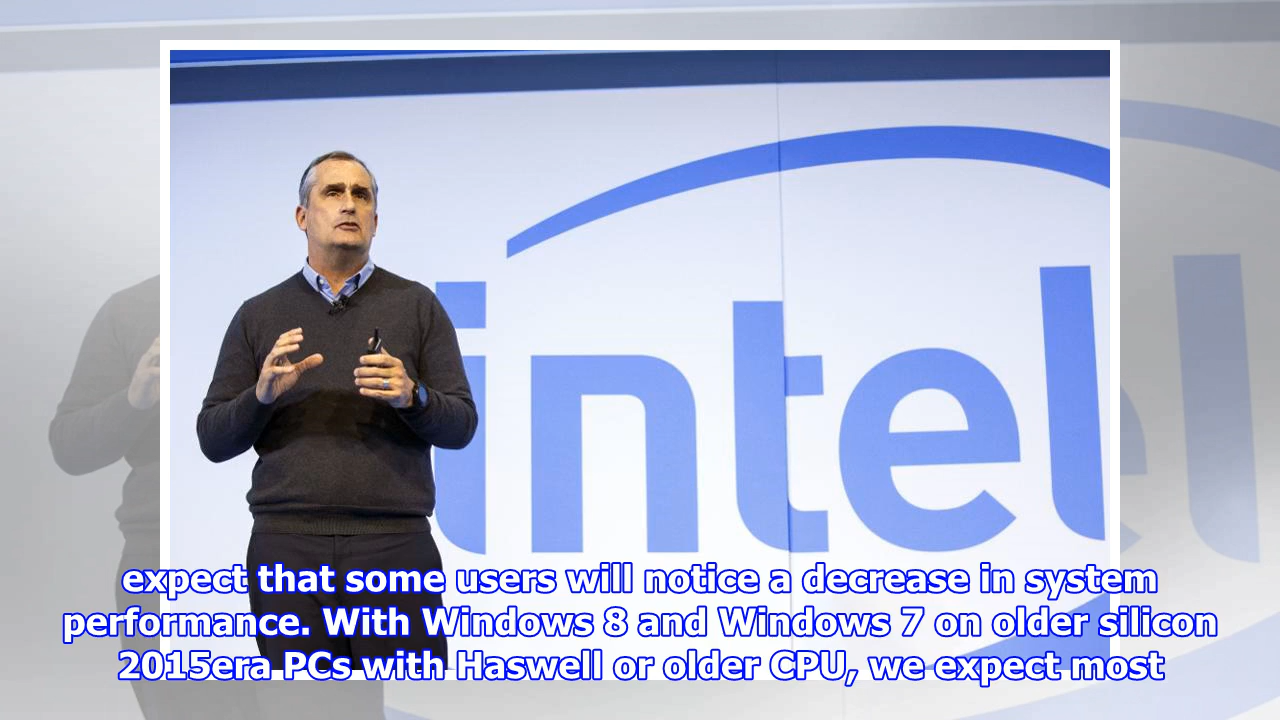 intel
expect that some users will notice a decrease in system
performance. With Windows 8 and Windows 7 on older silicon
2015era PCs with Haswell or older CPU, we expect most